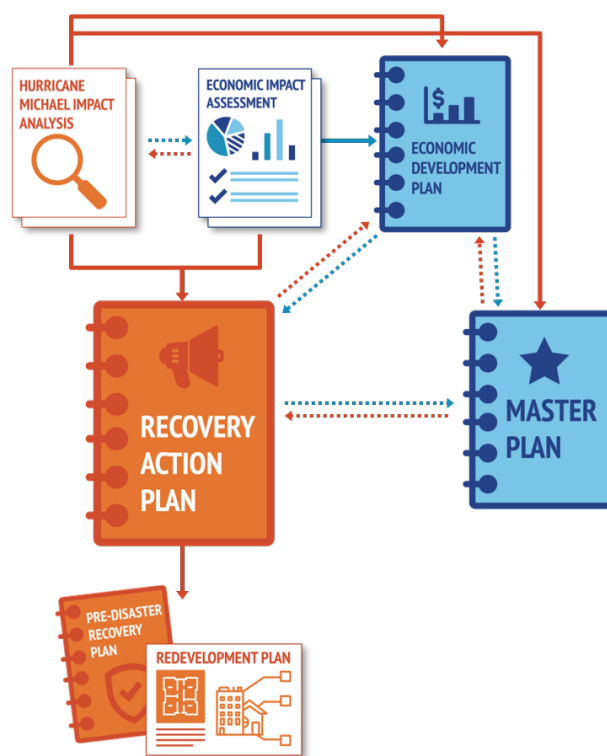 HURRICANE
MICHAEL IMPACT
ANALYSIS
ECONOMIC IMPACT
ASSESSMENT
$
ECONOMIC
DEVELOPMENT
PLAN
RECOVERY
ACTION
PLAN
MASTER
PLAN
PRE-DISASTER
RECOVERY
PLAN
REDEVELOPMENT PLAN